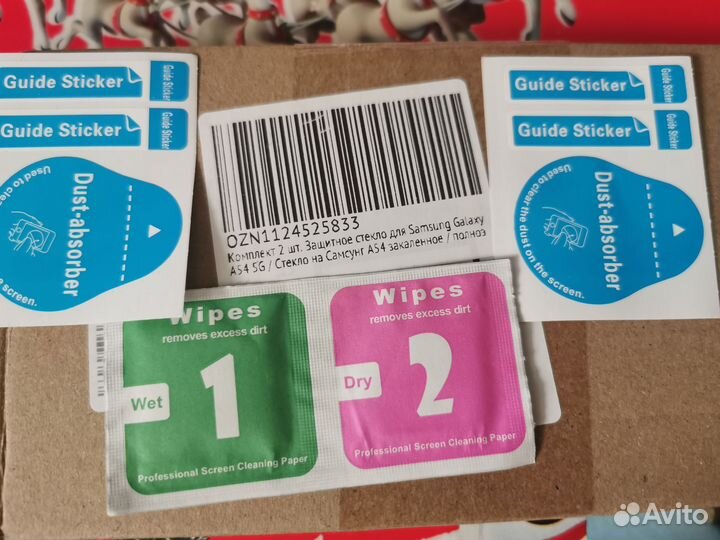 Guide Sticker
Guide Sticker
Guide Sticker
Guide Sticker
Dust-absorber
Used to clear
the screen.
OZN1124525833
Комплект 2 шт. Защитное стекло для Samsung Galaxy
A54 5G / Стекло на Самсунг A54 закаленное / полноэ
Guide Sticker
Guide Sticker
Guide Sticker
Guide Sticker
Dust-absorber
Used to clear the dust on the screen.
Wipes
removes excess dirt
Wet
1
Professional Screen Cleaning Paper
Wipes
removes excess dirt
Dry
2
Professional Screen Cleaning Paper
Avito